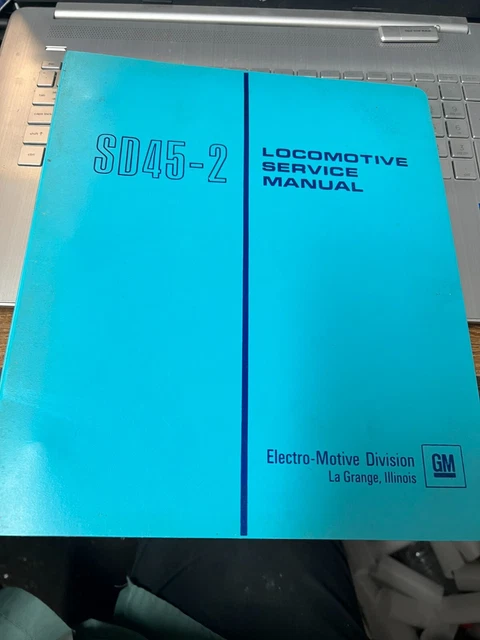 SD45-2
LOCOMOTIVE
SERVICE
MANUAL
Electro-Motive Division
La Grange, Illinois
GM